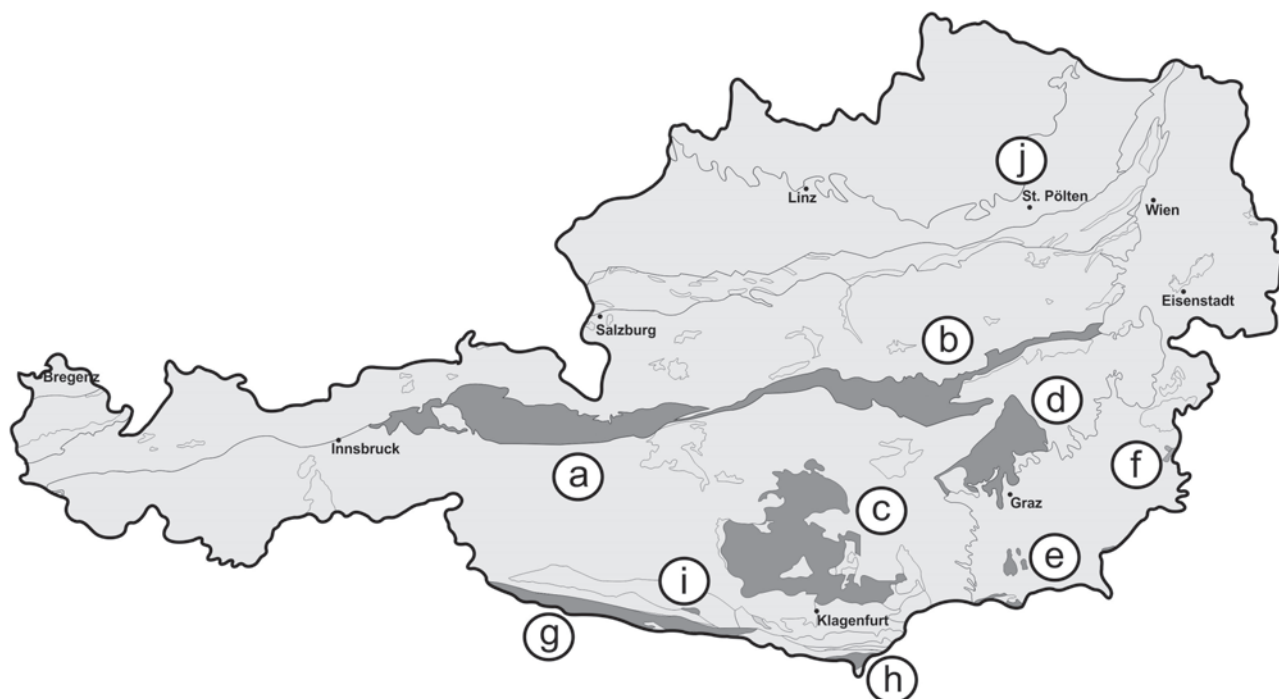 j
Linz
St. Pölten
Wien
Eisenstadt
Salzburg
b
Bregenz
Innsbruck
d
a
f
c
Graz
e
i
Klagenfurt
g
h